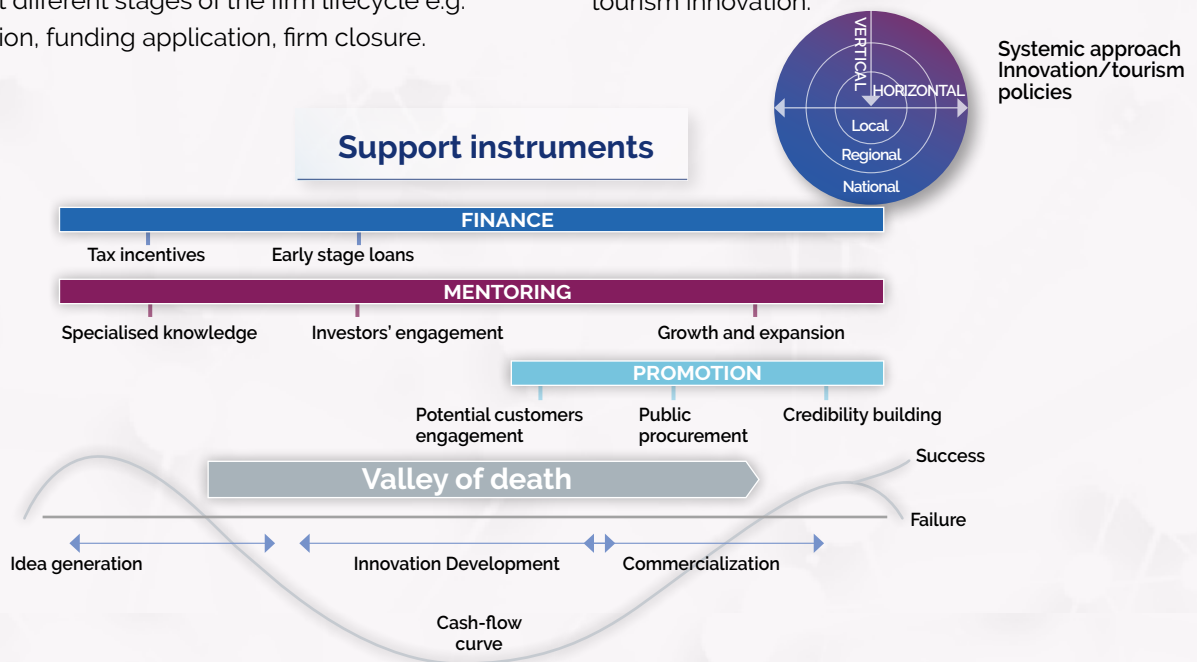 t different stages of the firm lifecycle e.g.
ion, funding application, firm closure.
tourism innovation.
VERTICAL
HORIZONTAL
Local
Regional
National
Systemic approach
Innovation/tourism
policies
Support instruments
FINANCE
Tax incentives
Early stage loans
MENTORING
Specialised knowledge
Investors’ engagement
Growth and expansion
PROMOTION
Potential customers
engagement
Public
procurement
Credibility building
Valley of death
Success
Failure
Idea generation
Innovation Development
Commercialization
Cash-flow
curve